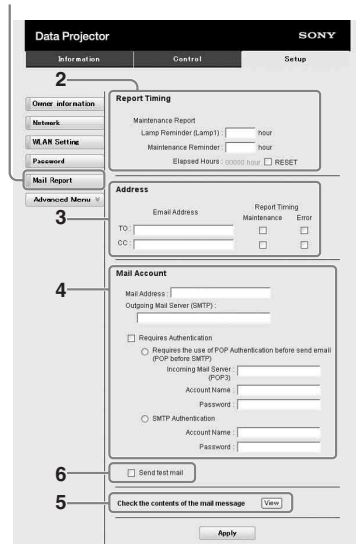 Data Projector SONY
Information Control Setup
2
Owner information
Network
WLAN Setting
Password
Mail Report
Advanced Menu
Report Timing
Maintenance Report
Lamp Reminder (Lamp1) : hour
Maintenance Reminder : hour
Elapsed Hours : 00000 hour RESET
3
Address
Email Address Report Timing
Maintenance Error
TO :
CC :
4
Mail Account
Mail Address :
Outgoing Mail Server (SMTP) :
Requires Authentication
Requires the use of POP Authentication before send email
(POP before SMTP)
Incoming Mail Server :
(POP3)
Account Name :
Password :
SMTP Authentication
Account Name :
Password :
6
Send test mail
5
Check the contents of the mail message View
Apply